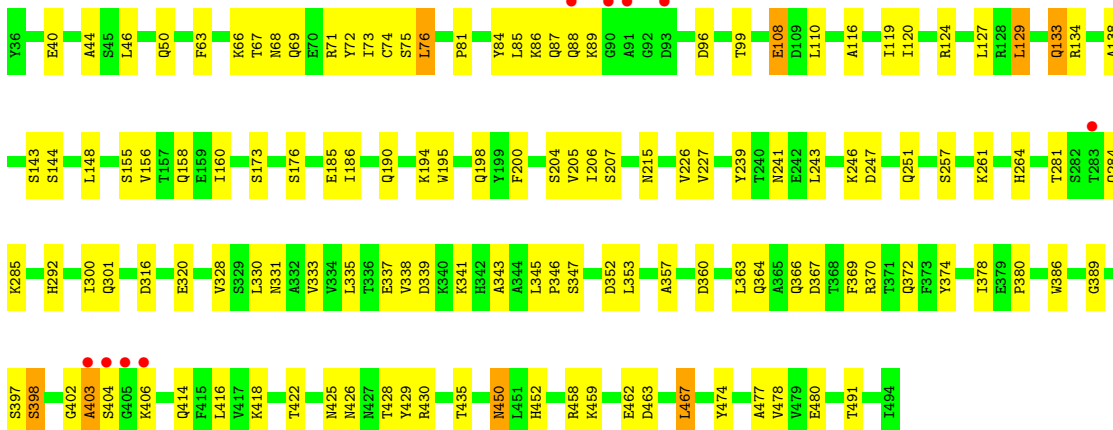 Y36 E40 A44 S45 L46 Q50 F63 K66 T67 N68 Q69 E70 R71 Y72 I73 C74 S75 L76 P81 Y84 L85 K86 Q87 Q88 K89 G90 A91 G92 D93 D96 T99 E108 D109 L110 A116 I119 I120 R124 L127 R128 L129 Q133 R134 A138
S143 S144 L148 S155 V156 T157 Q158 E159 I160 S173 S176 E185 I186 Q190 K194 W195 Q198 Y199 F200 S204 V205 I206 S207 N215 V226 V227 Y239 T240 N241 E242 L243 K246 D247 Q251 S257 K261 H264 T281 S282 T283 Q284
K285 H292 I300 Q301 D316 E320 V328 S329 L330 N331 A332 V333 V334 L335 T336 E337 V338 D339 K340 K341 H342 A343 A344 L345 P346 S347 D352 L353 A357 D360 L363 Q364 A365 Q366 D367 T368 F369 R370 T371 Q372 F373 Y374 I378 E379 P380 W386 G389
S397 S398 G402 A403 S404 G405 K406 Q414 F415 L416 V417 K418 T422 N425 N426 N427 T428 Y429 R430 T435 N450 L451 H452 R458 K459 E462 D463 L467 Y474 A477 V478 V479 E480 T491 I494